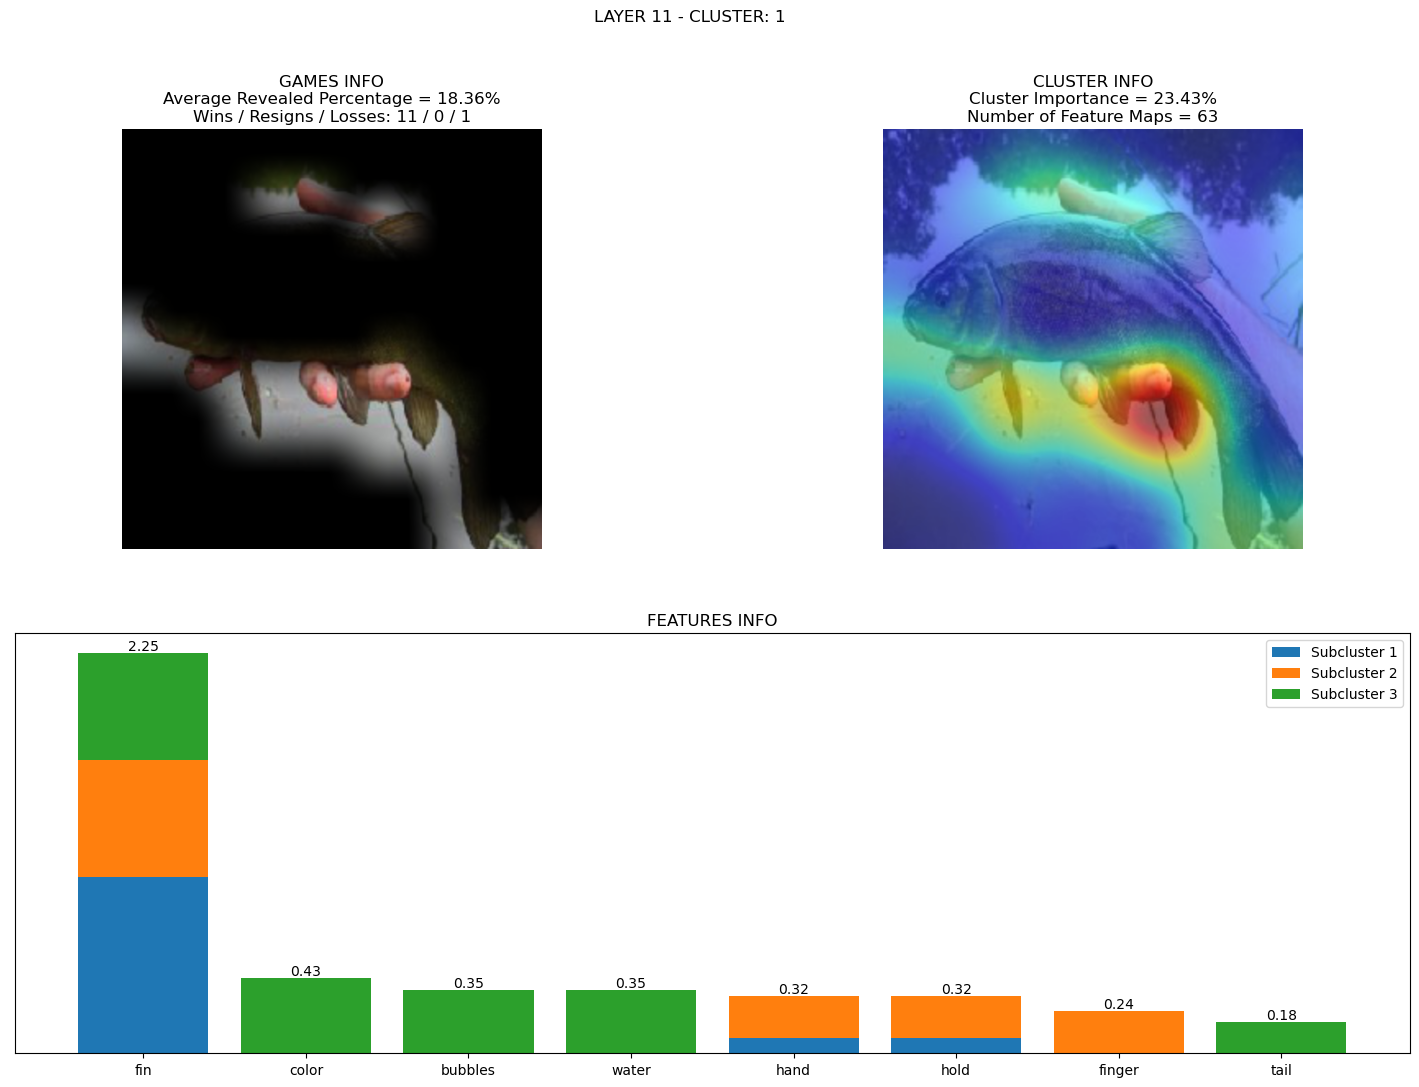 LAYER 11 - CLUSTER: 1
GAMES INFO
Average Revealed Percentage = 18.36%
Wins / Resigns / Losses: 11 / 0 / 1
CLUSTER INFO
Cluster Importance = 23.43%
Number of Feature Maps = 63
FEATURES INFO
2.25
0.43
0.35
0.35
0.32
0.32
0.24
0.18
Subcluster 1
Subcluster 2
Subcluster 3
fin
color
bubbles
water
hand
hold
finger
tail